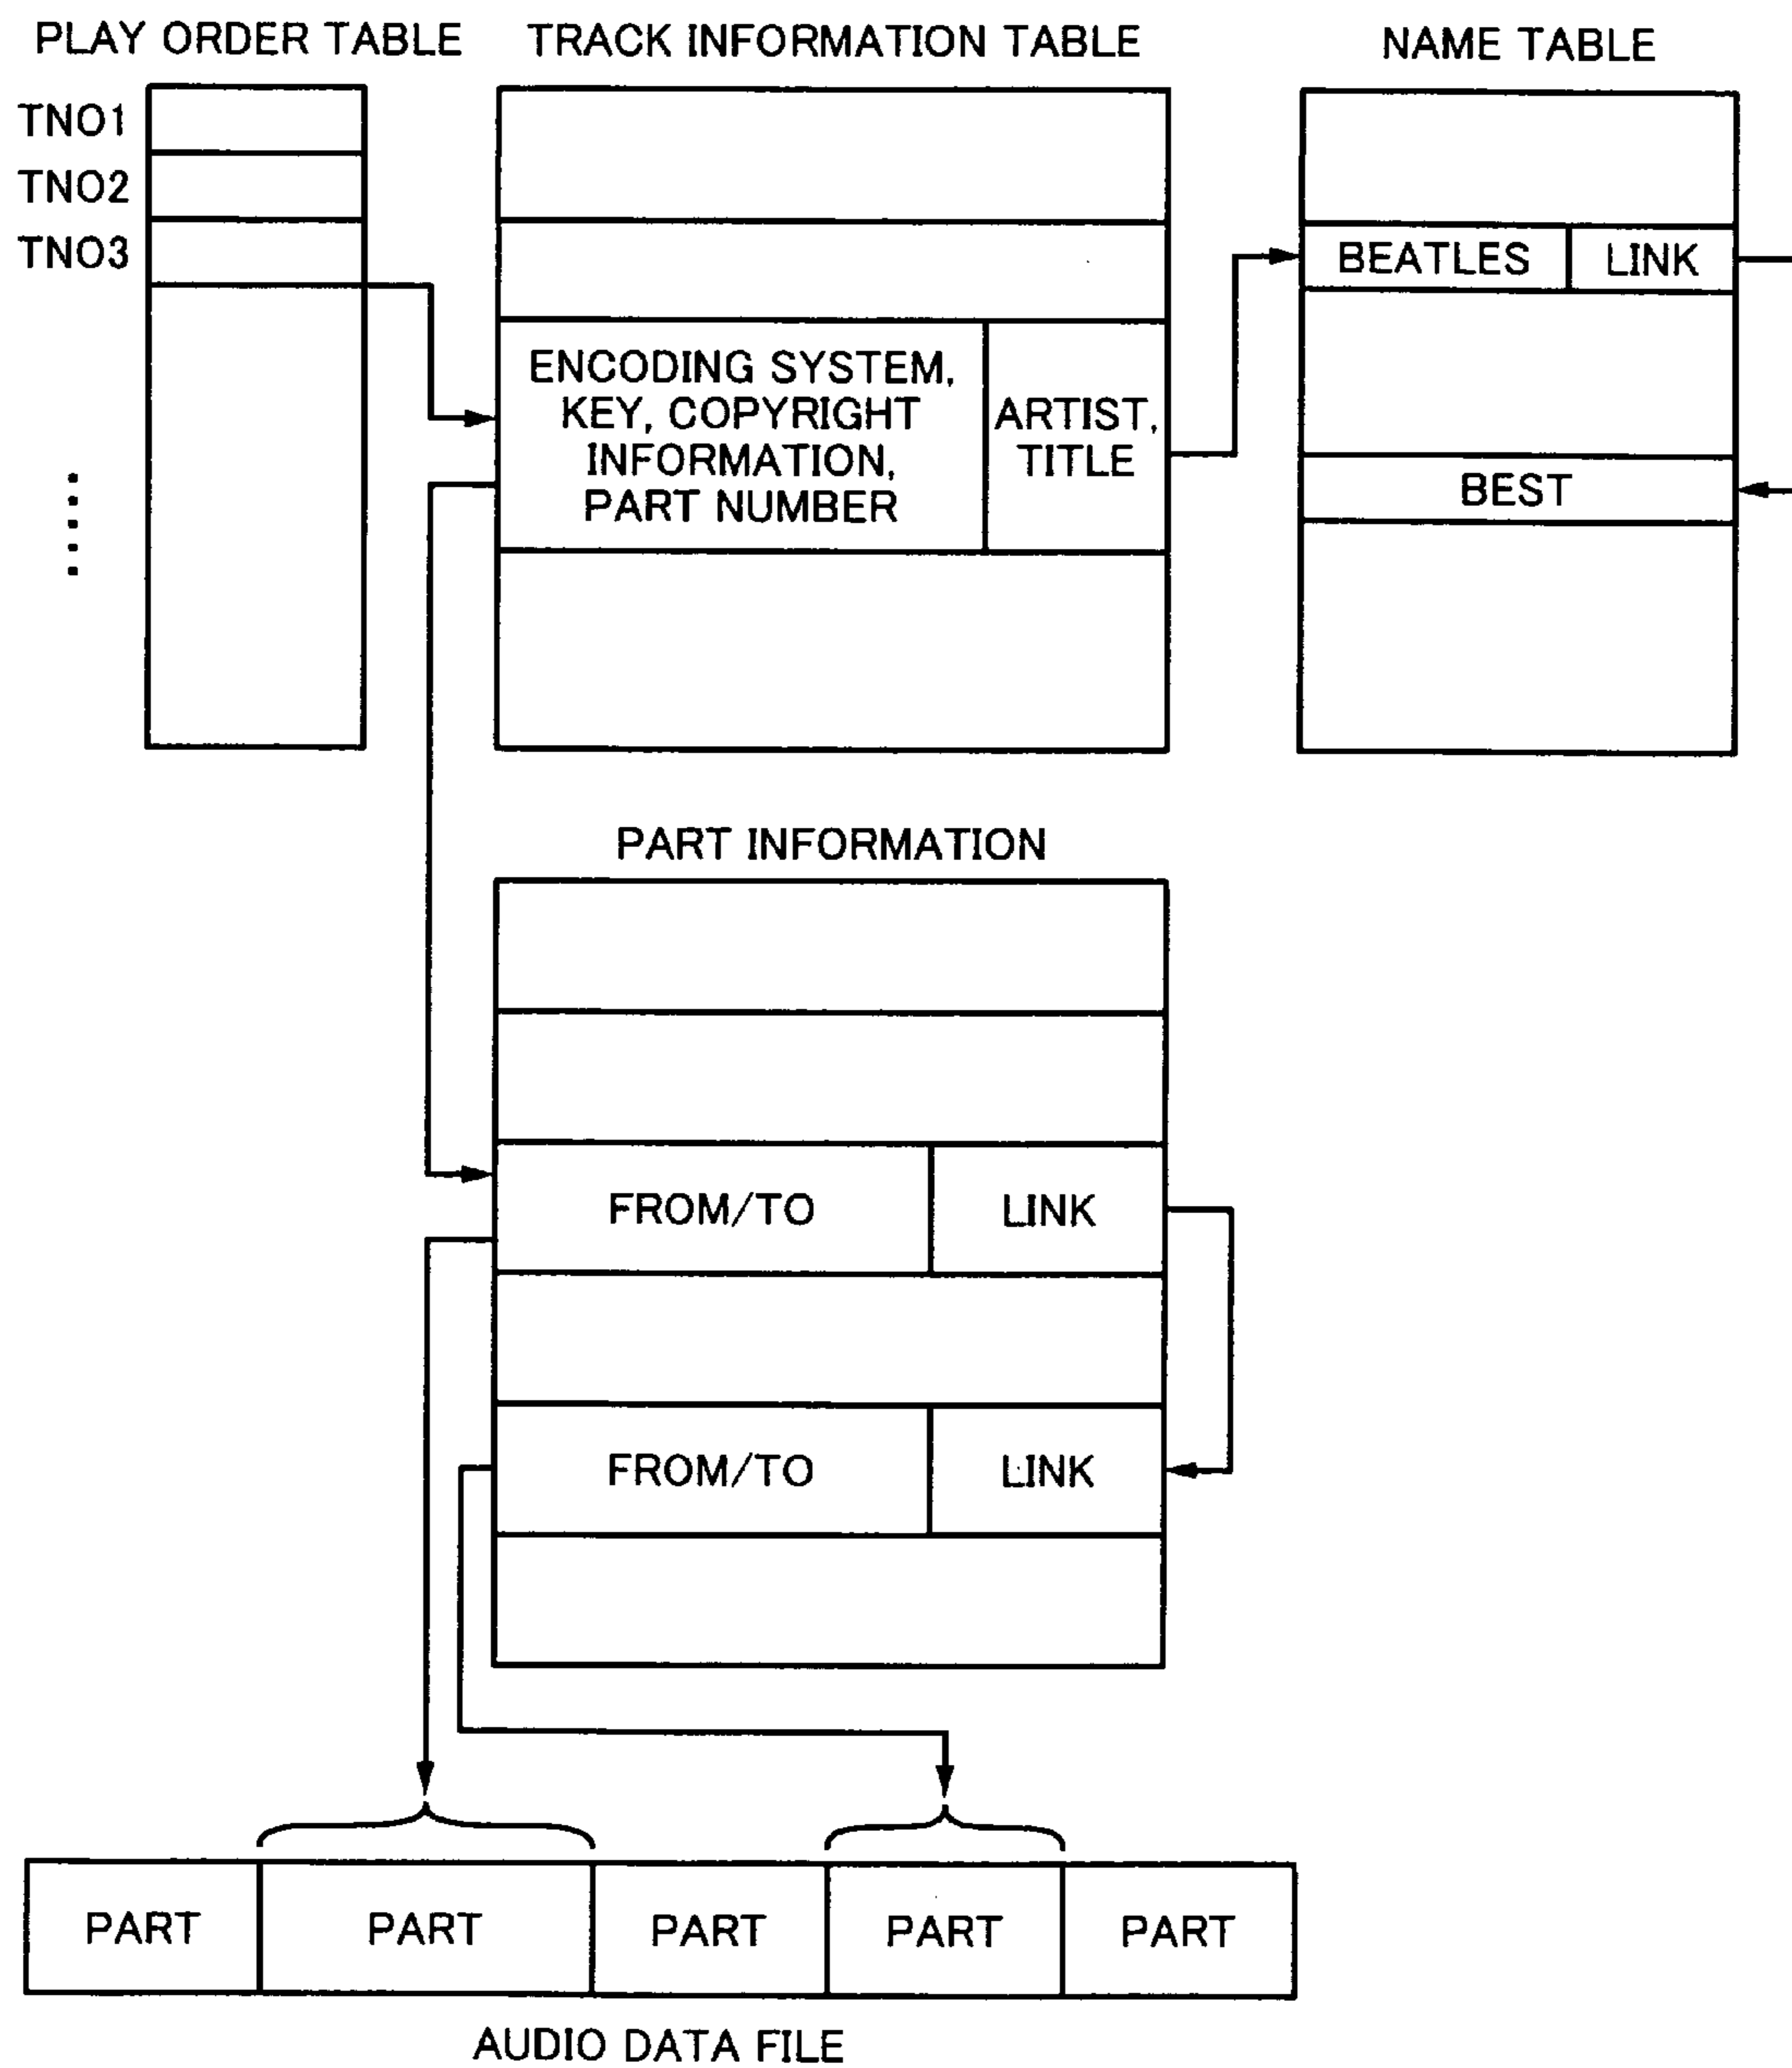 PLAY ORDER TABLE
TRACK INFORMATION TABLE
NAME TABLE
TNO1
TNO2
TNO3
ENCODING SYSTEM,
KEY, COPYRIGHT
INFORMATION,
PART NUMBER
ARTIST,
TITLE
BEATLES
LINK
BEST
PART INFORMATION
FROM/TO
LINK
FROM/TO
LINK
PART
PART
PART
PART
PART
AUDIO DATA FILE